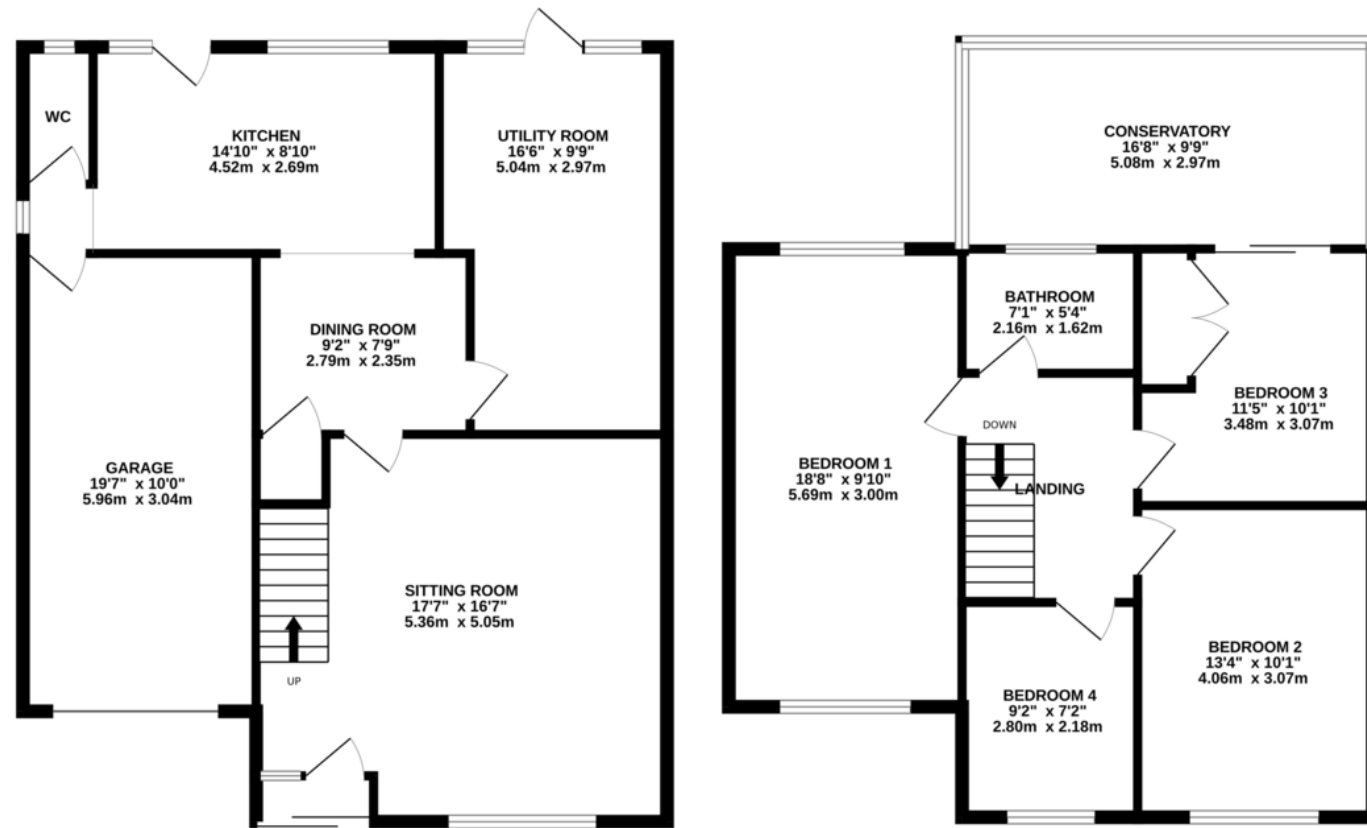 WC
KITCHEN
14'10" x 8'10"
4.52m x 2.69m
UTILITY ROOM
16'6" x 9'9"
5.04m x 2.97m
DINING ROOM
9'2" x 7'9"
2.79m x 2.35m
GARAGE
19'7" x 10'0"
5.96m x 3.04m
SITTING ROOM
17'7" x 16'7"
5.36m x 5.05m
UP
CONSERVATORY
16'8" x 9'9"
5.08m x 2.97m
BATHROOM
7'1" x 5'4"
2.16m x 1.62m
BEDROOM 3
11'5" x 10'1"
3.48m x 3.07m
DOWN
LANDING
BEDROOM 1
18'8" x 9'10"
5.69m x 3.00m
BEDROOM 2
13'4" x 10'1"
4.06m x 3.07m
BEDROOM 4
9'2" x 7'2"
2.80m x 2.18m